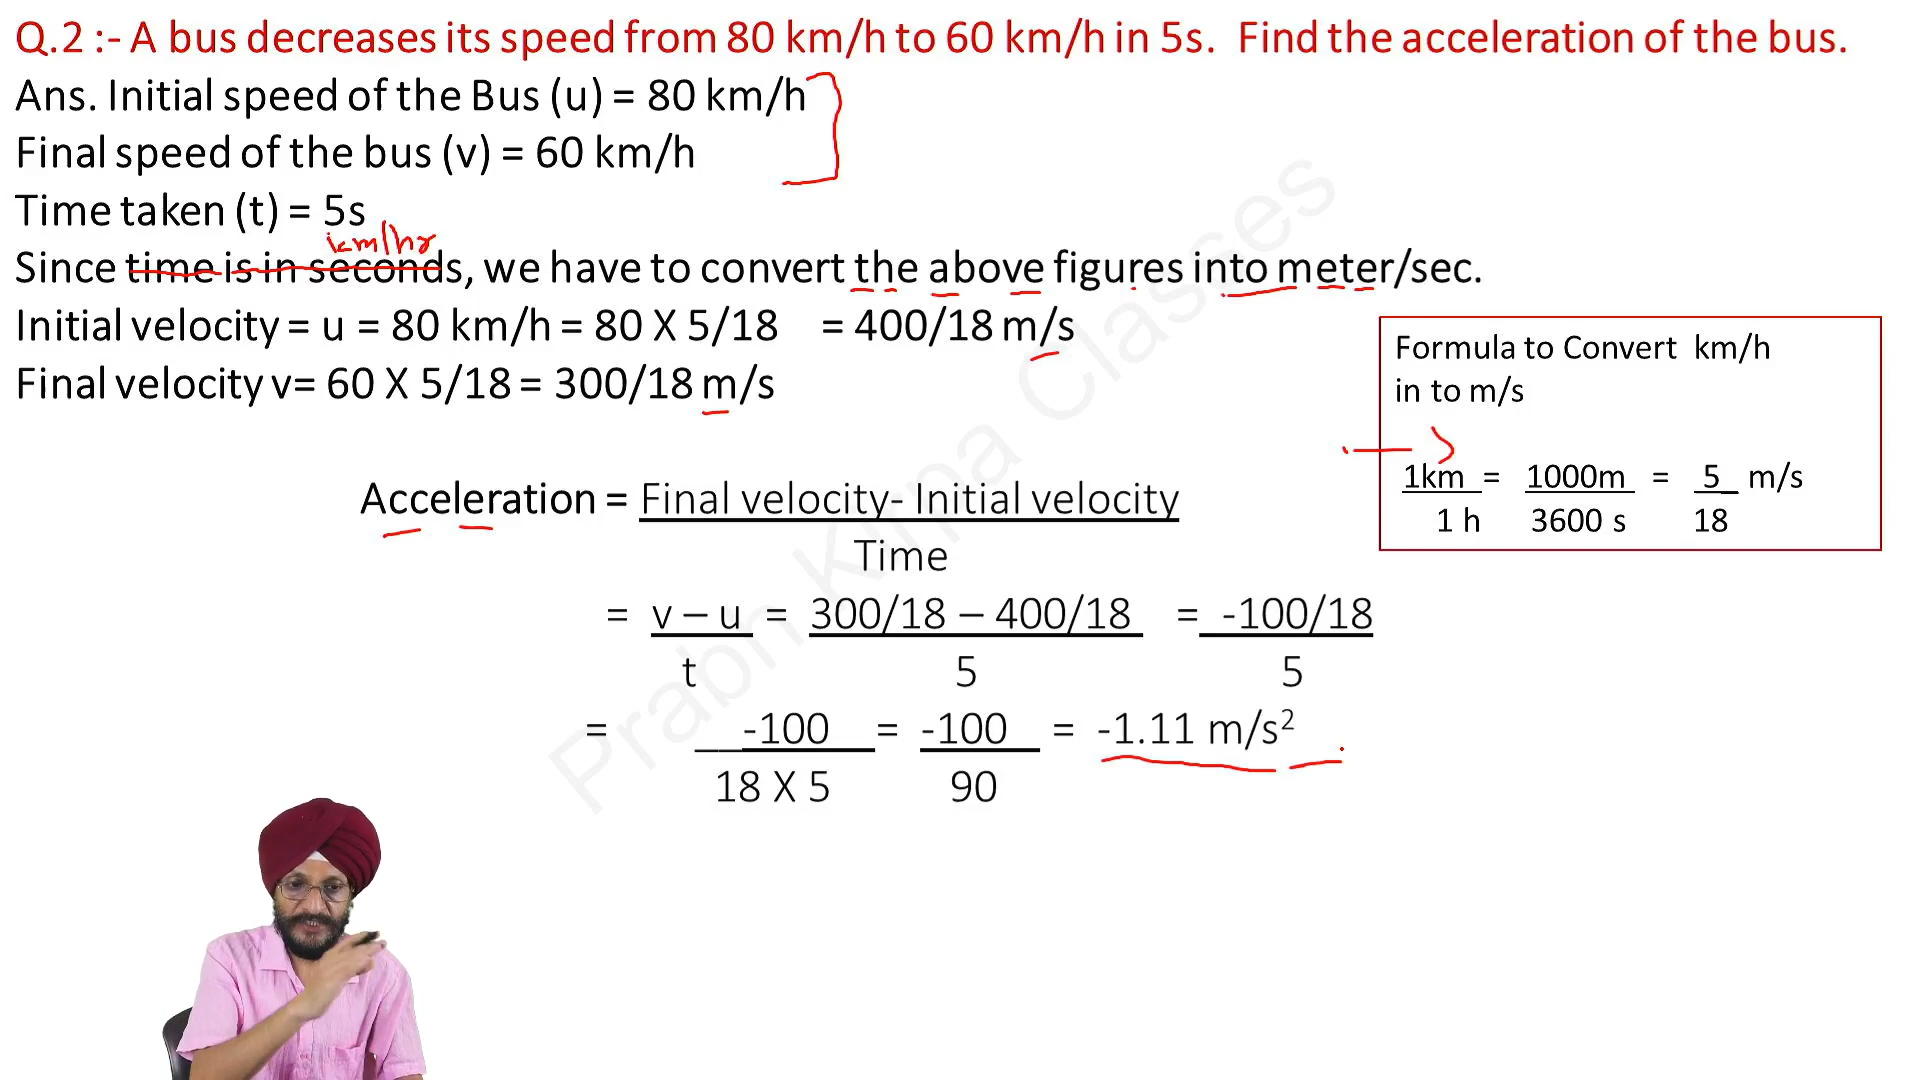 Q.2 :- A bus decreases its speed from 80 km/h to 60 km/h in 5s. Find the acceleration of the bus.
Ans. Initial speed of the Bus (u) = 80 km/h
Final speed of the bus (v) = 60 km/h
Time taken (t) = 5s
km/hr
Since time is in seconds, we have to convert the above figures into meter/sec.
Initial velocity = u = 80 km/h = 80 X 5/18 = 400/18 m/s
Final velocity v= 60 X 5/18 = 300/18 m/s
Formula to Convert km/h
in to m/s
1km = 1000m = 5 m/s
1 h 3600 s 18
Acceleration = Final velocity- Initial velocity
Time
= v – u = 300/18 – 400/18 = -100/18
t 5 5
= -100 = -100 = -1.11 m/s²
18 X 5 90
Classes